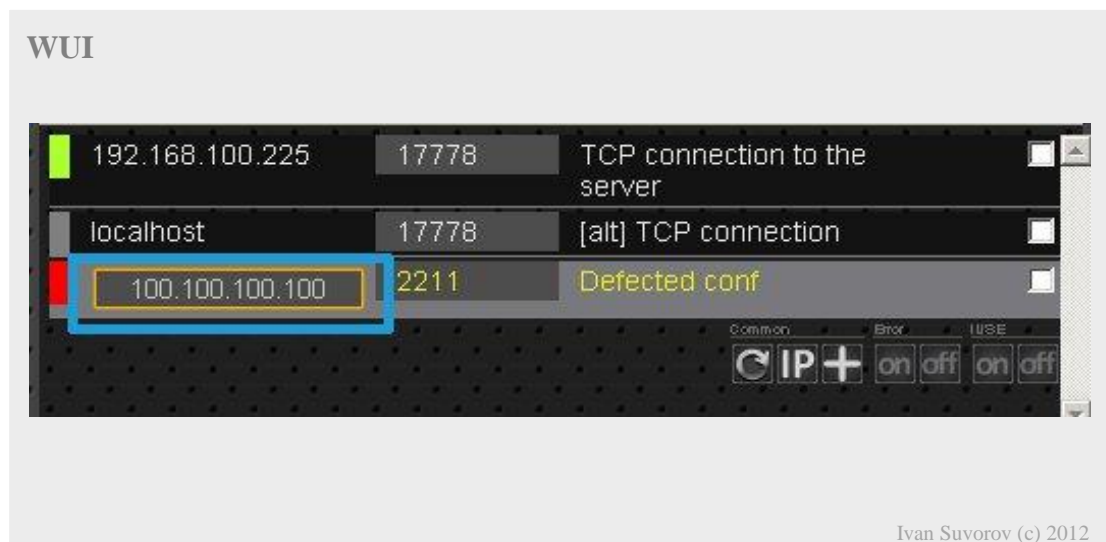 WUI
192.168.100.225 17778 TCP connection to the
server
localhost 17778 [alt] TCP connection
100.100.100.100 2211 Defected conf
Common Error IUSE
IP + on off on off
Ivan Suvorov (c) 2012